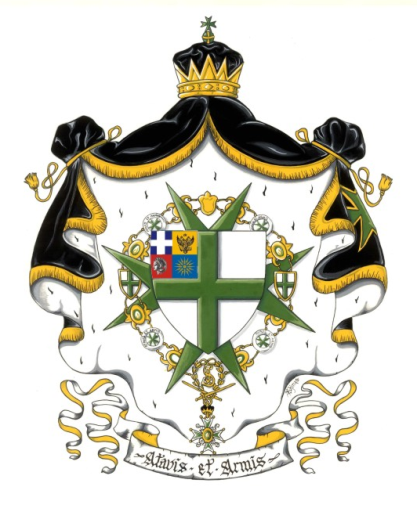 ~Atavis · et · Armis~